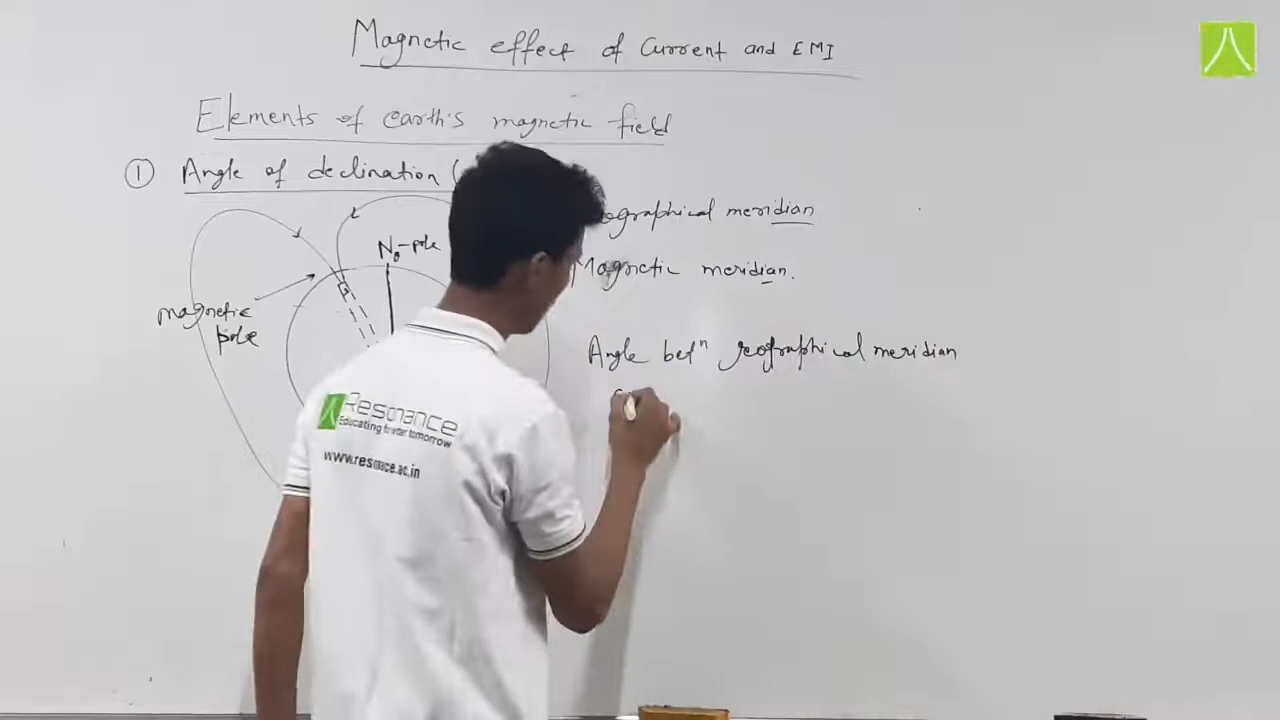 Magnetic effect of Current and EMI
Elements of earth's magnetic field
① Angle of declination (
ographical meridian
N₀-pole
Magnetic meridian.
magnetic
pole
Angle betⁿ geographical meridian
Resonance
Educating for better tomorrow
www.resonance.ac.in